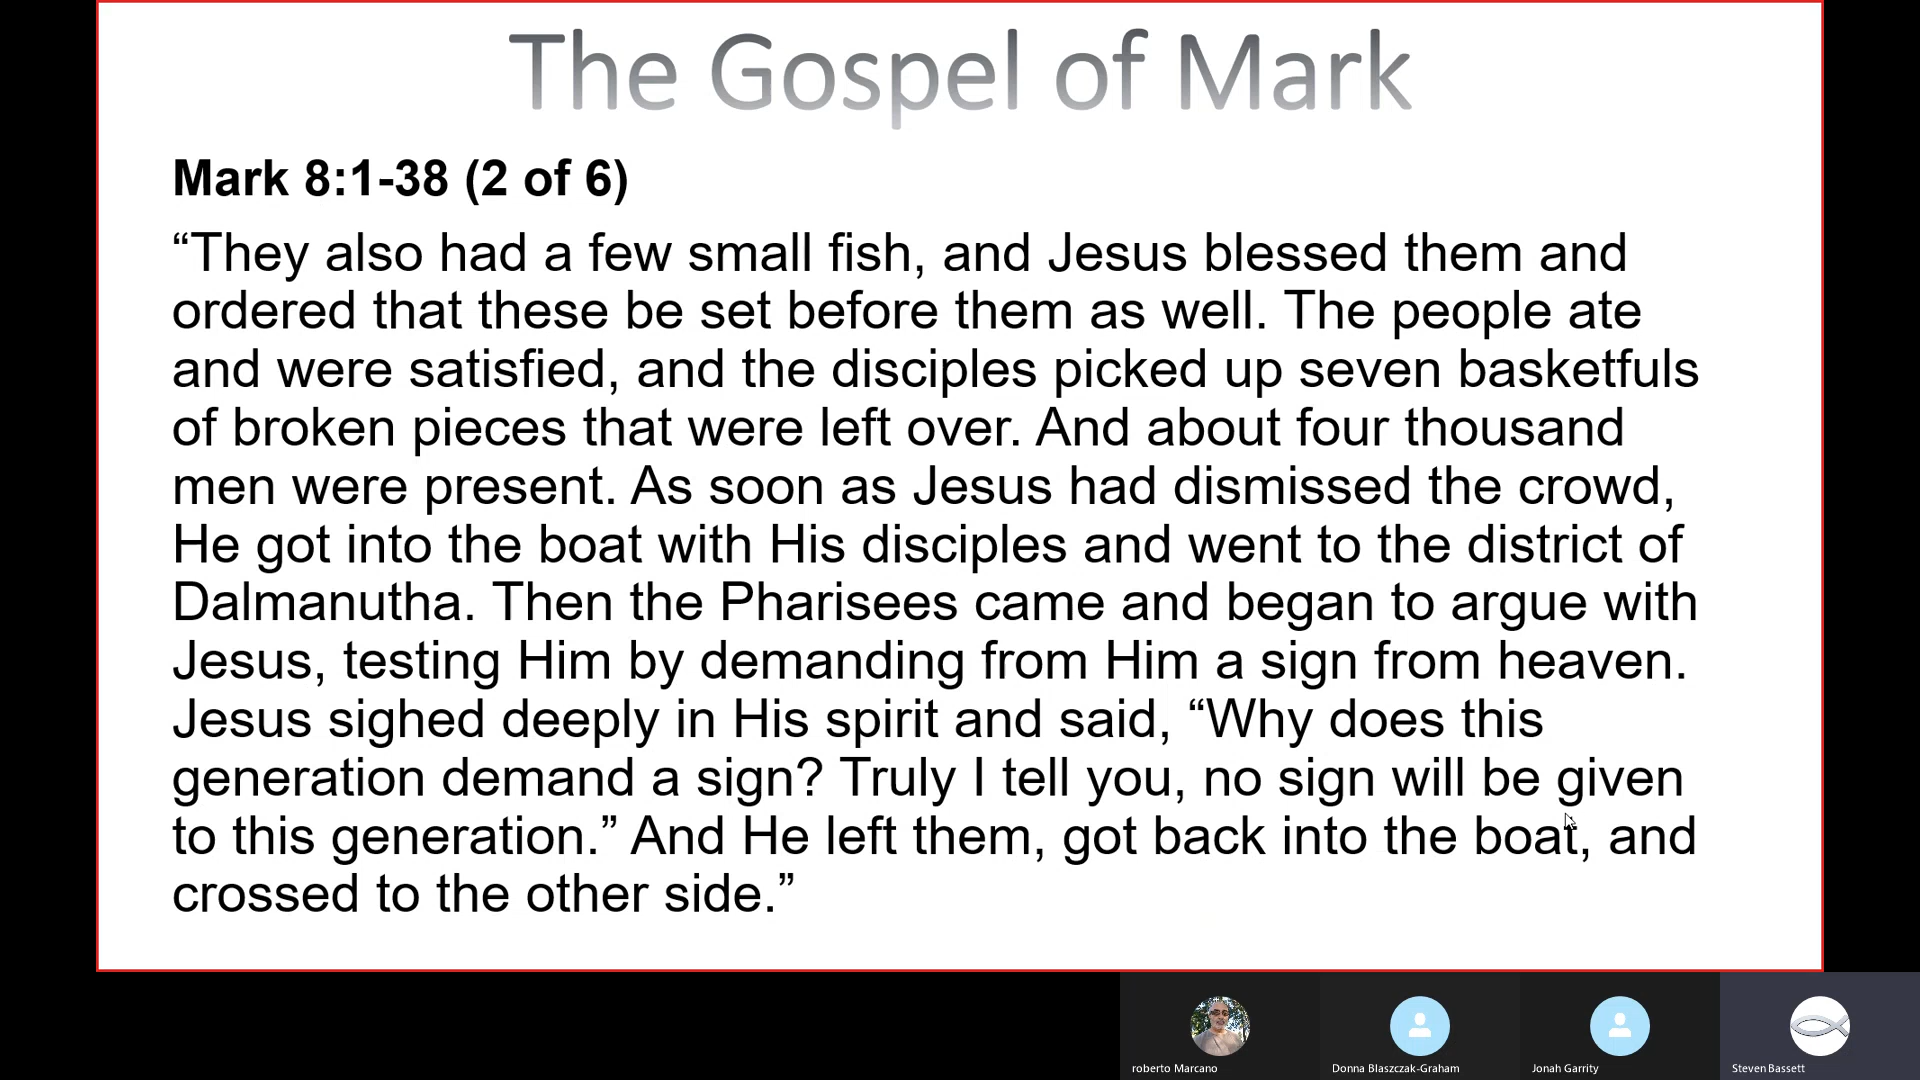 The Gospel of Mark
Mark 8:1-38 (2 of 6)
“They also had a few small fish, and Jesus blessed them and
ordered that these be set before them as well. The people ate
and were satisfied, and the disciples picked up seven basketfuls
of broken pieces that were left over. And about four thousand
men were present. As soon as Jesus had dismissed the crowd,
He got into the boat with His disciples and went to the district of
Dalmanutha. Then the Pharisees came and began to argue with
Jesus, testing Him by demanding from Him a sign from heaven.
Jesus sighed deeply in His spirit and said, “Why does this
generation demand a sign? Truly I tell you, no sign will be given
to this generation.” And He left them, got back into the boat, and
crossed to the other side.”
roberto Marcano
Donna Blaszczak-Graham
Jonah Garrity
Steven Bassett